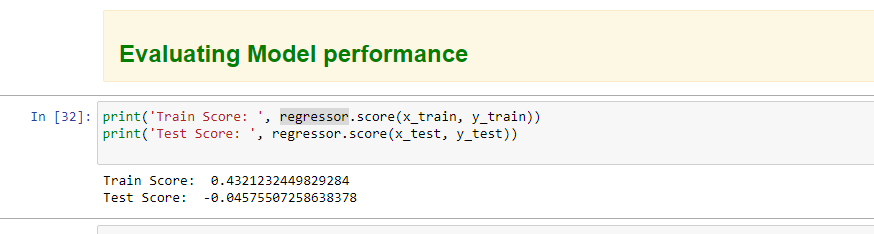 Evaluating Model performance
In [32]: print('Train Score: ', regressor.score(x_train, y_train))
print('Test Score: ', regressor.score(x_test, y_test))
Train Score:  0.4321232449829284
Test Score:  -0.04575507258638378